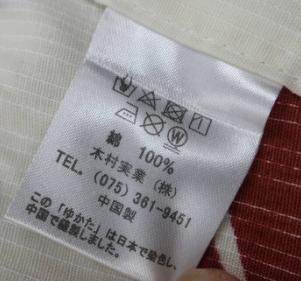 綿 100%
木村実業 (株)
TEL. (075) 361-9451
中国製
この「ゆかた」は日本で染色し、
中国で縫製しました。